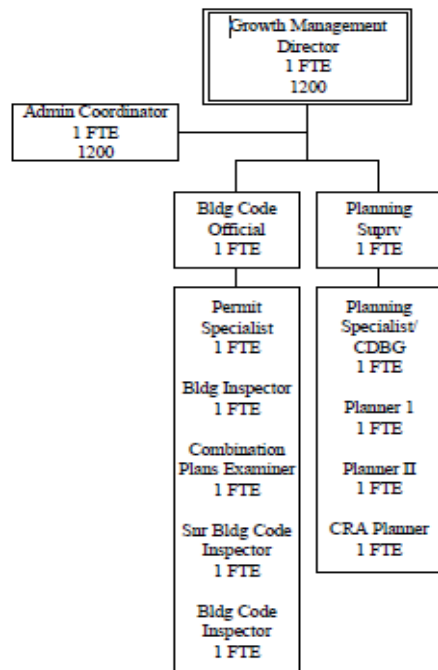 Growth Management
Director
1 FTE
1200
Admin Coordinator
1 FTE
1200
Bldg Code
Official
1 FTE
Planning
Suprv
1 FTE
Permit
Specialist
1 FTE
Bldg Inspector
1 FTE
Combination
Plans Examiner
1 FTE
Snr Bldg Code
Inspector
1 FTE
Bldg Code
Inspector
1 FTE
Planning
Specialist/
CDBG
1 FTE
Planner 1
1 FTE
Planner II
1 FTE
CRA Planner
1 FTE